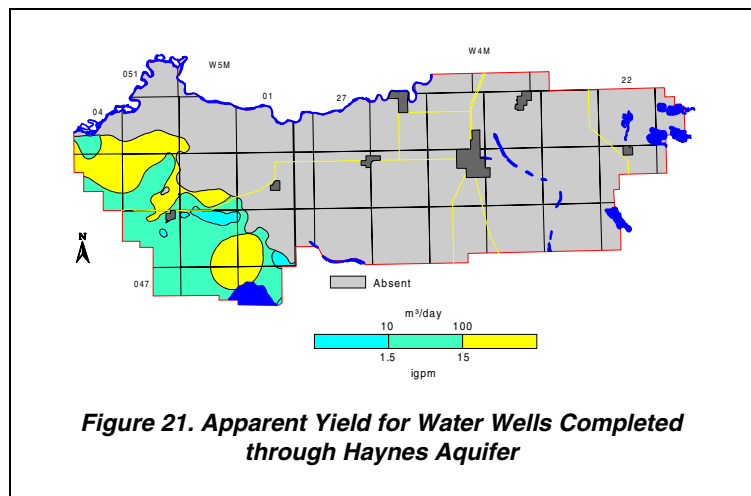 W5M
W4M
051
04
01
27
22
047
Absent
m³/day
10 100
1.5 15
igpm
Figure 21. Apparent Yield for Water Wells Completed
through Haynes Aquifer